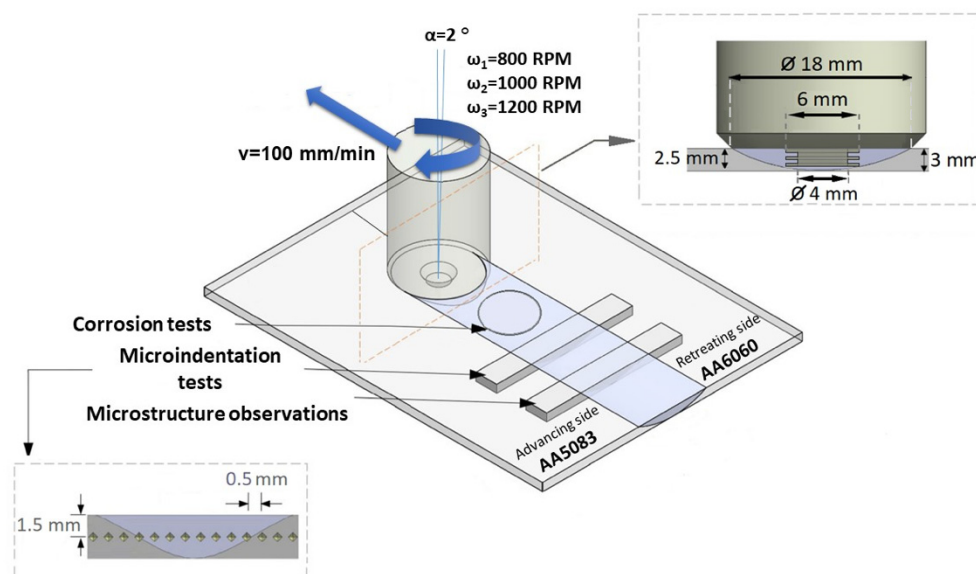 α=2 °
ω1=800 RPM
ω2=1000 RPM
ω3=1200 RPM
v=100 mm/min
Ø 18 mm
6 mm
2.5 mm
3 mm
Ø 4 mm
Corrosion tests
Microindentation
tests
Microstructure observations
Retreating side
AA6060
Advancing side
AA5083
0.5 mm
1.5 mm